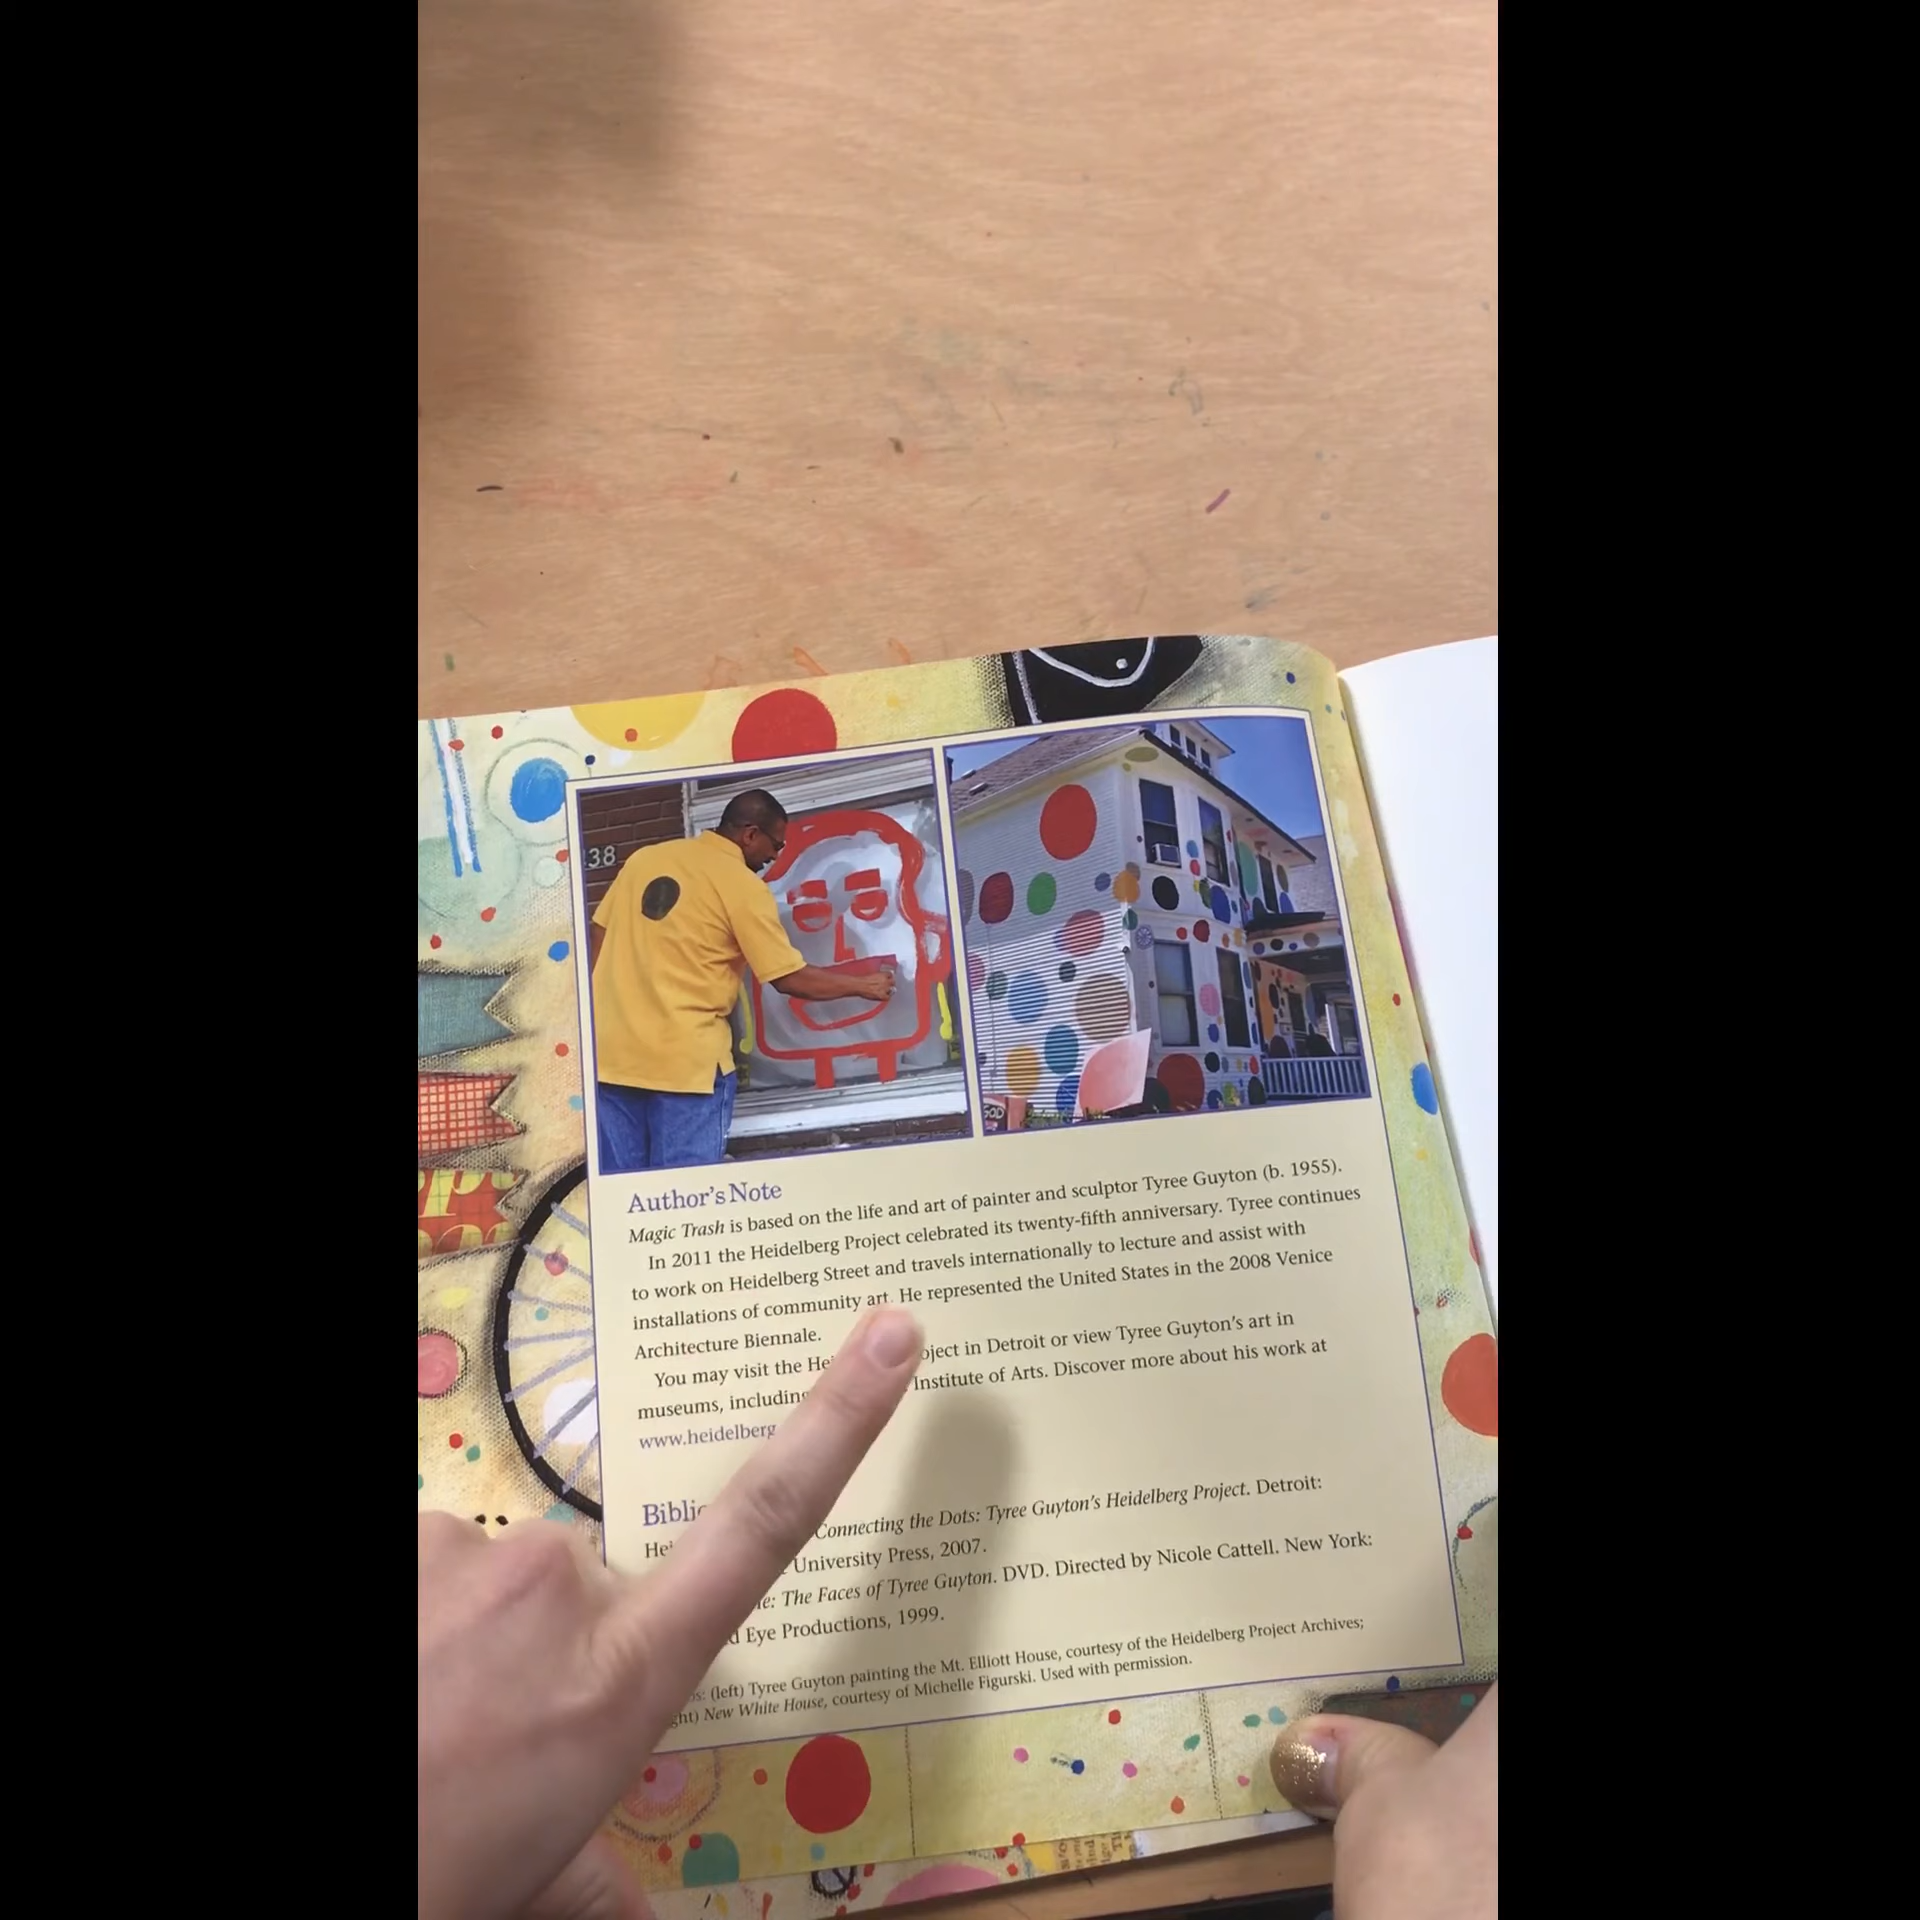 38
GOD
Author's Note
Magic Trash is based on the life and art of painter and sculptor Tyree Guyton (b. 1955).
In 2011 the Heidelberg Project celebrated its twenty-fifth anniversary. Tyree continues
to work on Heidelberg Street and travels internationally to lecture and assist with
installations of community art. He represented the United States in the 2008 Venice
Architecture Biennale.
You may visit the in Detroit or view Tyree Guyton's art in
museums, including Institute of Arts. Discover more about his work at
www.heidelberg
Connecting the Dots: Tyree Guyton's Heidelberg Project. Detroit:
University Press, 2007.
The Faces of Tyree Guyton. DVD. Directed by Nicole Cattell. New York:
Eye Productions, 1999.
(left) Tyree Guyton painting the Mt. Elliott House, courtesy of the Heidelberg Project Archives;
New White House, courtesy of Michelle Figurski. Used with permission.